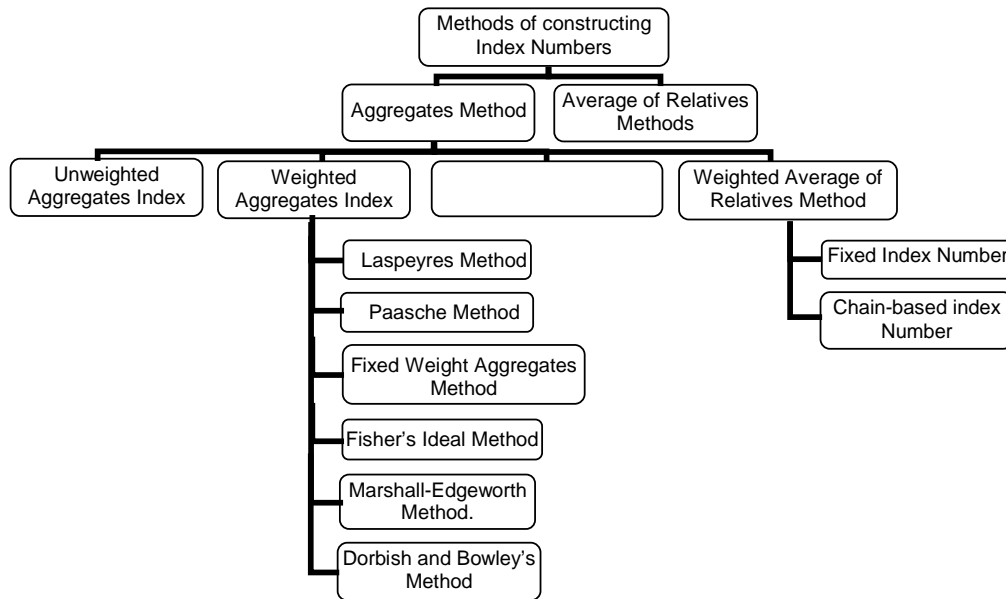 Methods of constructing
Index Numbers
Aggregates Method
Average of Relatives
Methods
Unweighted
Aggregates Index
Weighted
Aggregates Index
Weighted Average of
Relatives Method
Laspeyres Method
Paasche Method
Fixed Weight Aggregates
Method
Fisher's Ideal Method
Marshall-Edgeworth
Method.
Dorbish and Bowley's
Method
Fixed Index Number
Chain-based index
Number